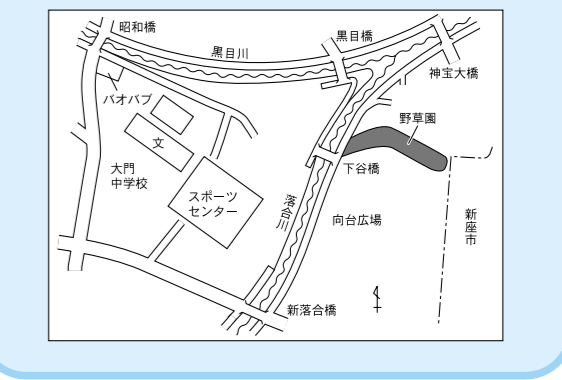 昭和橋
黒目川
黒目橋
神宝大橋
バオバブ
野草園
文
大門
中学校
下谷橋
スポーツ
センター
落合川
向台広場
新座市
新落合橋